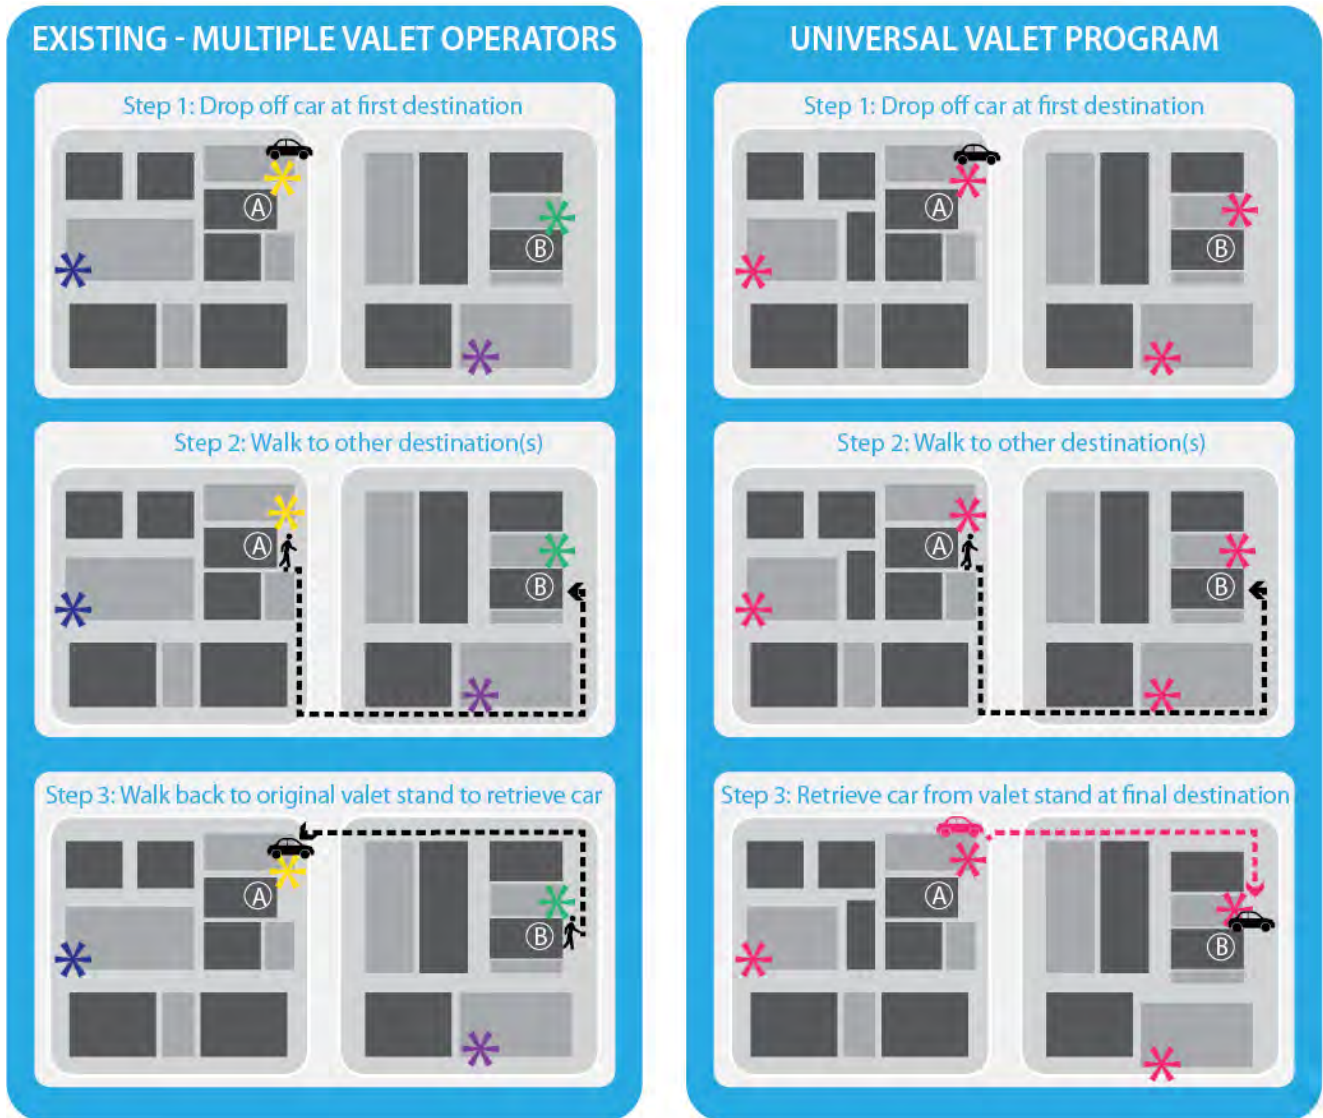 EXISTING - MULTIPLE VALET OPERATORS
Step 1: Drop off car at first destination
A
B
Step 2: Walk to other destination(s)
A
B
Step 3: Walk back to original valet stand to retrieve car
A
B
UNIVERSAL VALET PROGRAM
Step 1: Drop off car at first destination
A
B
Step 2: Walk to other destination(s)
A
B
Step 3: Retrieve car from valet stand at final destination
A
B